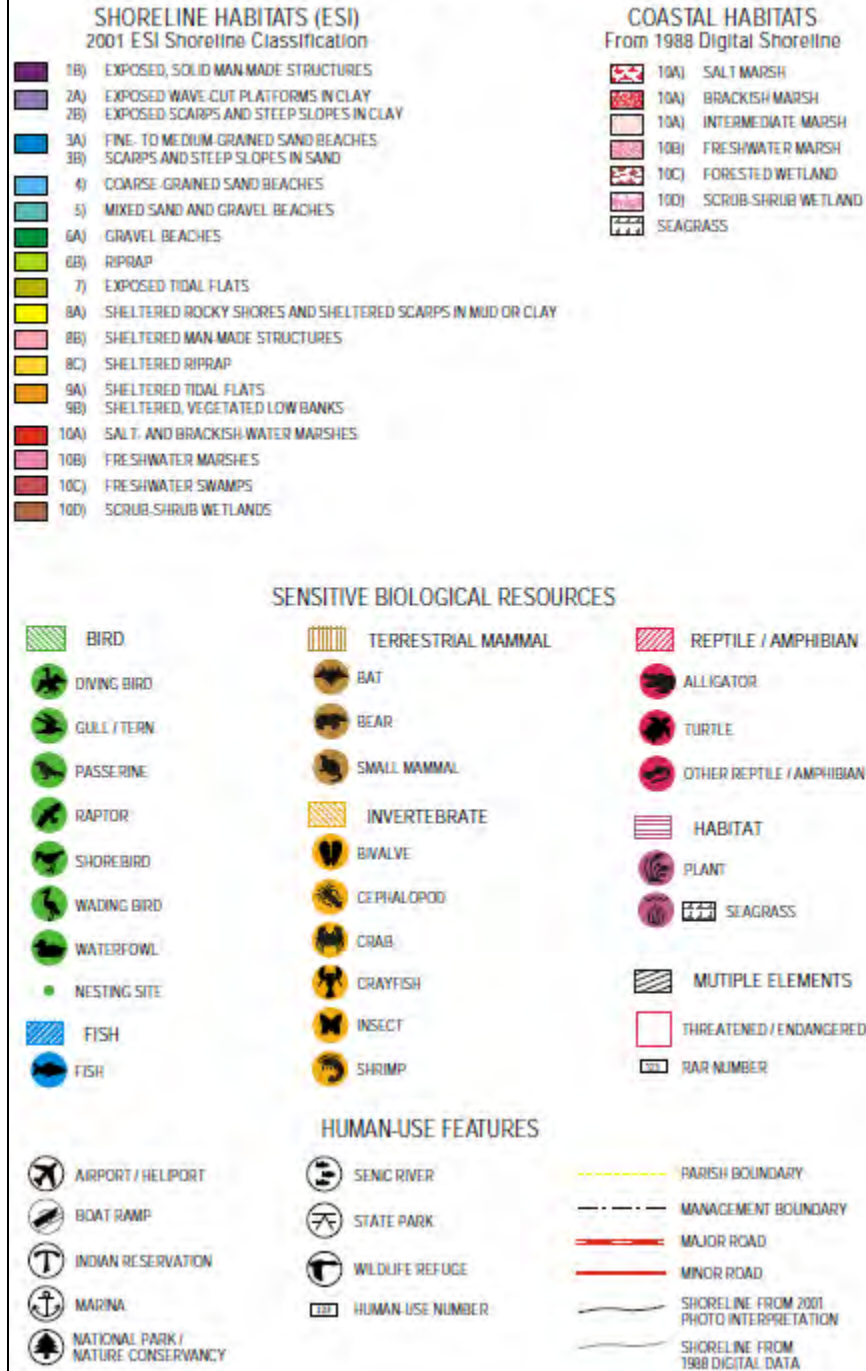 SHORELINE HABITATS (ESI)
2001 ESI Shoreline Classification
1B) EXPOSED, SOLID MAN-MADE STRUCTURES
2A) EXPOSED WAVE-CUT PLATFORMS IN CLAY
2B) EXPOSED SCARPS AND STEEP SLOPES IN CLAY
3A) FINE- TO MEDIUM-GRAINED SAND BEACHES
3B) SCARPS AND STEEP SLOPES IN SAND
4) COARSE-GRAINED SAND BEACHES
5) MIXED SAND AND GRAVEL BEACHES
6A) GRAVEL BEACHES
6B) RIPRAP
7) EXPOSED TIDAL FLATS
8A) SHELTERED ROCKY SHORES AND SHELTERED SCARPS IN MUD OR CLAY
8B) SHELTERED MAN-MADE STRUCTURES
8C) SHELTERED RIPRAP
9A) SHELTERED TIDAL FLATS
9B) SHELTERED, VEGETATED LOW BANKS
10A) SALT- AND BRACKISH-WATER MARSHES
10B) FRESHWATER MARSHES
10C) FRESHWATER SWAMPS
10D) SCRUB-SHRUB WETLANDS
COASTAL HABITATS
From 1988 Digital Shoreline
10A) SALT MARSH
10A) BRACKISH MARSH
10A) INTERMEDIATE MARSH
10B) FRESHWATER MARSH
10C) FORESTED WETLAND
10D) SCRUB-SHRUB WETLAND
SEAGRASS
SENSITIVE BIOLOGICAL RESOURCES
BIRD
DIVING BIRD
GULL / TERN
PASSERINE
RAPTOR
SHOREBIRD
WADING BIRD
WATERFOWL
NESTING SITE
FISH
FISH
TERRESTRIAL MAMMAL
BAT
BEAR
SMALL MAMMAL
INVERTEBRATE
BIVALVE
CEPHALOPOD
CRAB
CRAYFISH
INSECT
SHRIMP
REPTILE / AMPHIBIAN
ALLIGATOR
TURTLE
OTHER REPTILE / AMPHIBIAN
HABITAT
PLANT
SEAGRASS
MUTIPLE ELEMENTS
THREATENED / ENDANGERED
RAR NUMBER
HUMAN-USE FEATURES
AIRPORT / HELIPORT
BOAT RAMP
INDIAN RESERVATION
MARINA
NATIONAL PARK /
NATURE CONSERVANCY
SENIC RIVER
STATE PARK
WILDLIFE REFUGE
HUMAN-USE NUMBER
PARISH BOUNDARY
MANAGEMENT BOUNDARY
MAJOR ROAD
MINOR ROAD
SHORELINE FROM 2001
PHOTO INTERPRETATION
SHORELINE FROM
1988 DIGITAL DATA